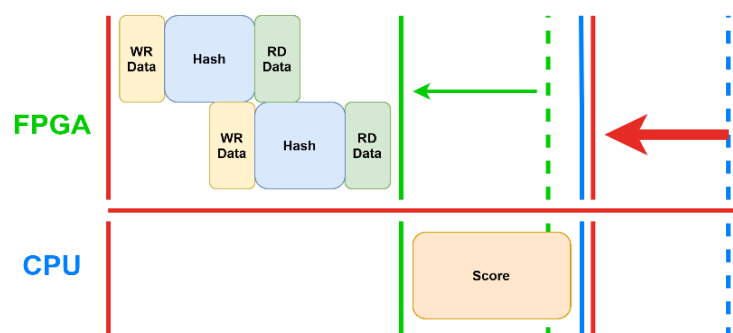 WR
Data
Hash
RD
Data
FPGA
WR
Data
Hash
RD
Data
CPU
Score